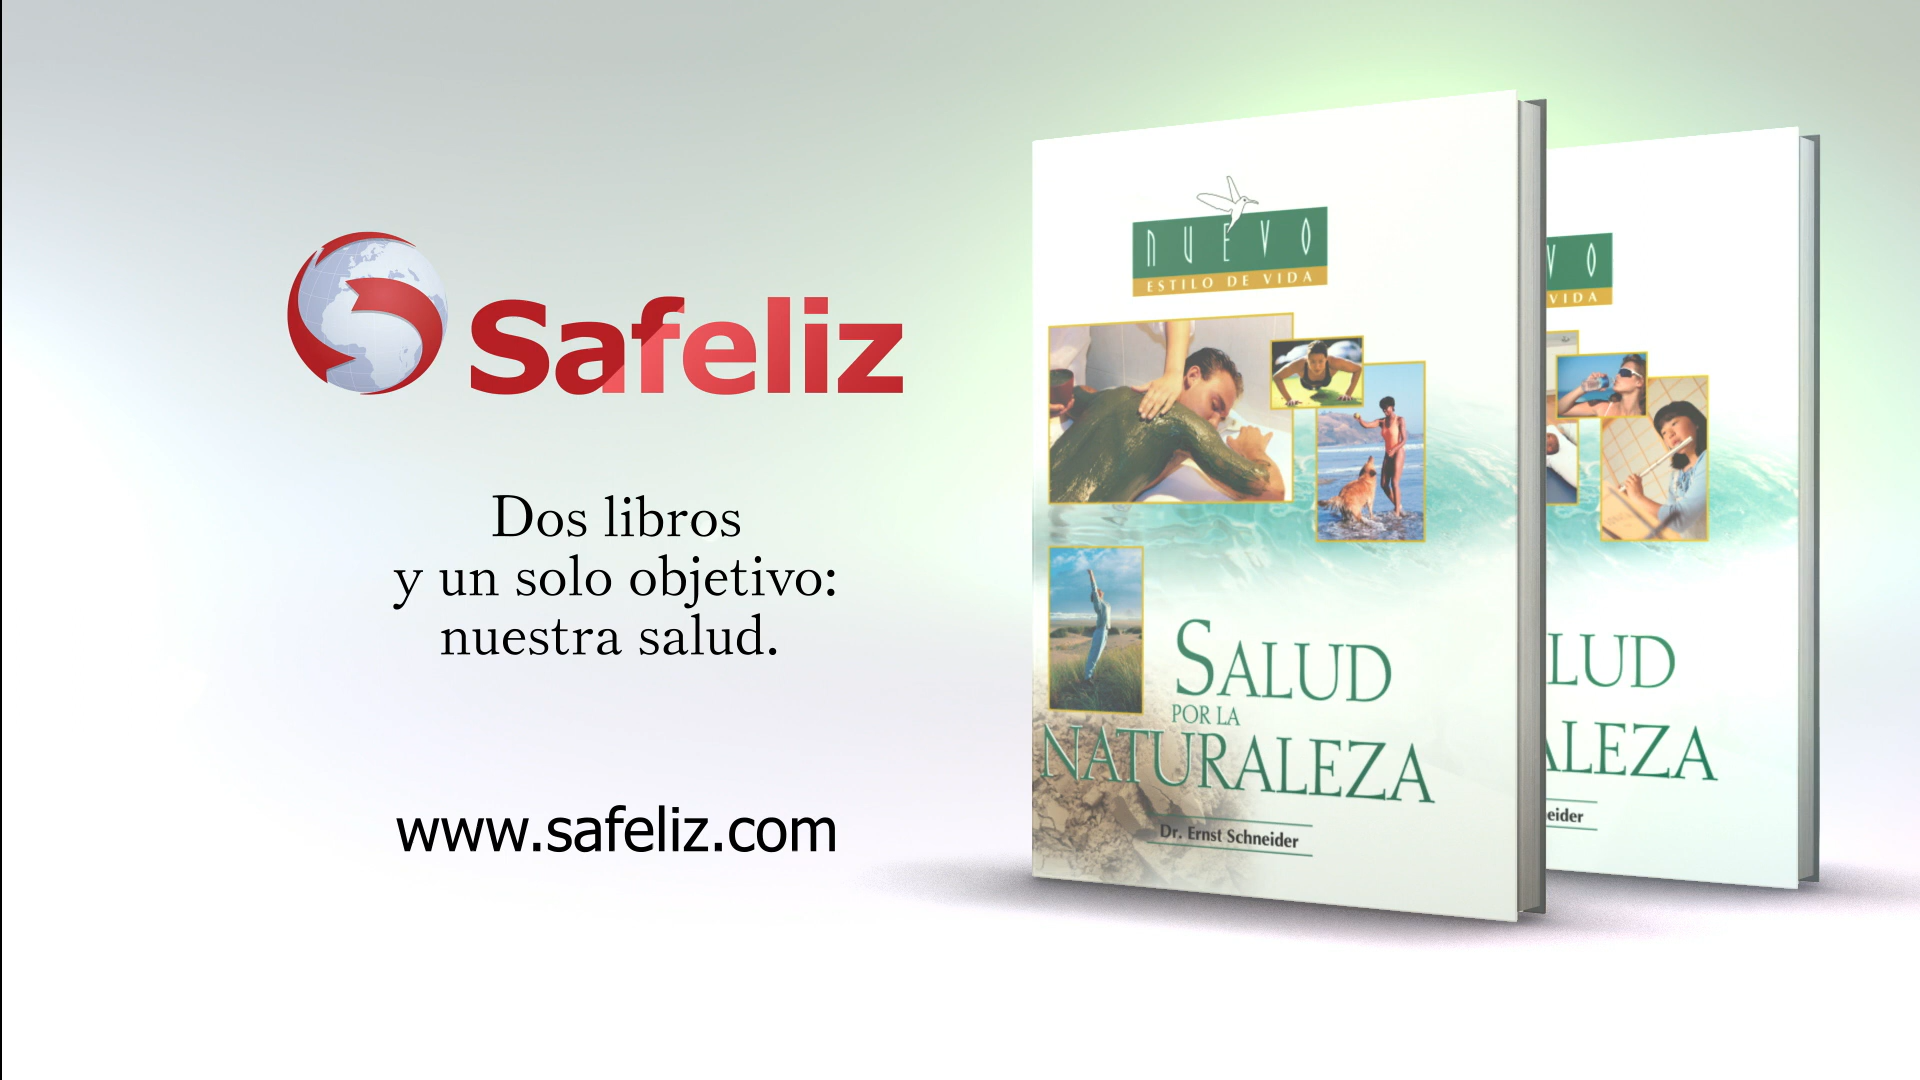 Safeliz
Dos libros
y un solo objetivo:
nuestra salud.
www.safeliz.com
NUEVO
ESTILO DE VIDA
SALUD
POR LA
NATURALEZA
Dr. Ernst Schneider
VO
VIDA
LUD
ALEZA
eider